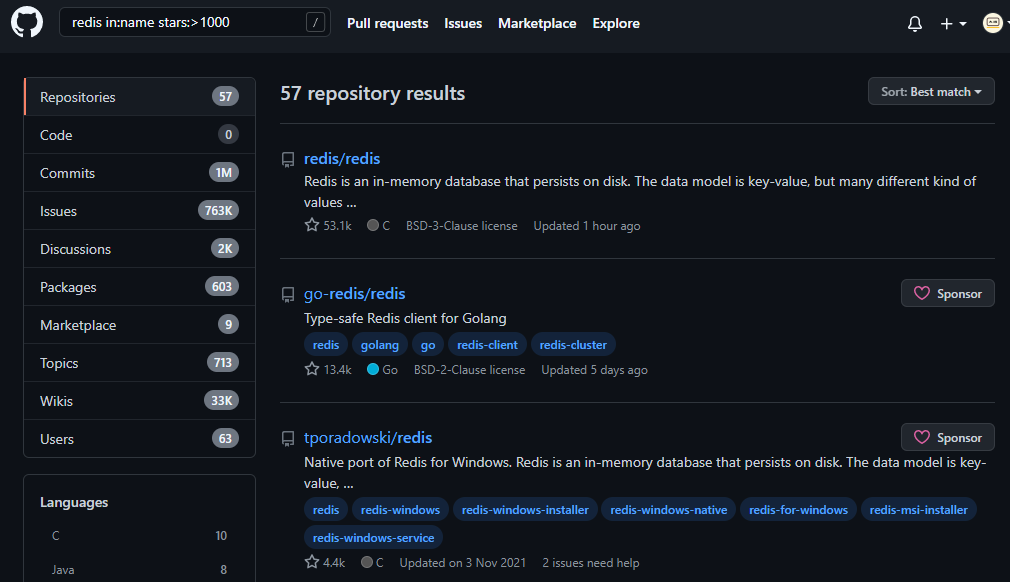 redis in:name stars:>1000 / Pull requests Issues Marketplace Explore
Repositories 57
Code 0
Commits 1M
Issues 763K
Discussions 2K
Packages 603
Marketplace 9
Topics 713
Wikis 33K
Users 63
Languages
C 10
Java 8
57 repository results
Sort: Best match
redis/redis
Redis is an in-memory database that persists on disk. The data model is key-value, but many different kind of
values ...
53.1k C BSD-3-Clause license Updated 1 hour ago
go-redis/redis
Sponsor
Type-safe Redis client for Golang
redis golang go redis-client redis-cluster
13.4k Go BSD-2-Clause license Updated 5 days ago
tporadowski/redis
Sponsor
Native port of Redis for Windows. Redis is an in-memory database that persists on disk. The data model is key-
value, ...
redis redis-windows redis-windows-installer redis-windows-native redis-for-windows redis-msi-installer
redis-windows-service
4.4k C Updated on 3 Nov 2021 2 issues need help